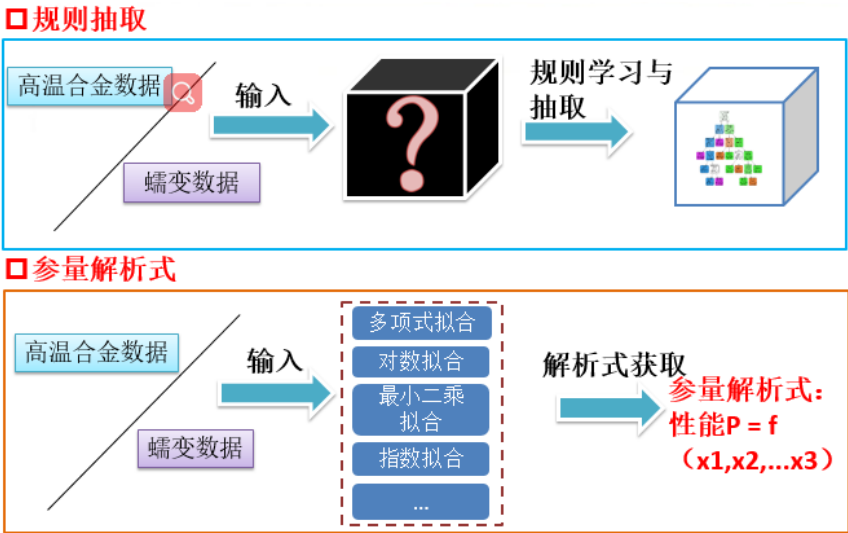 规则抽取
高温合金数据
输入
规则学习与
抽取
?
蠕变数据
参量解析式
高温合金数据
输入
多项式拟合
对数拟合
最小二乘
拟合
指数拟合
...
解析式获取
参量解析式：
性能P = f
（x1,x2,...x3）
蠕变数据